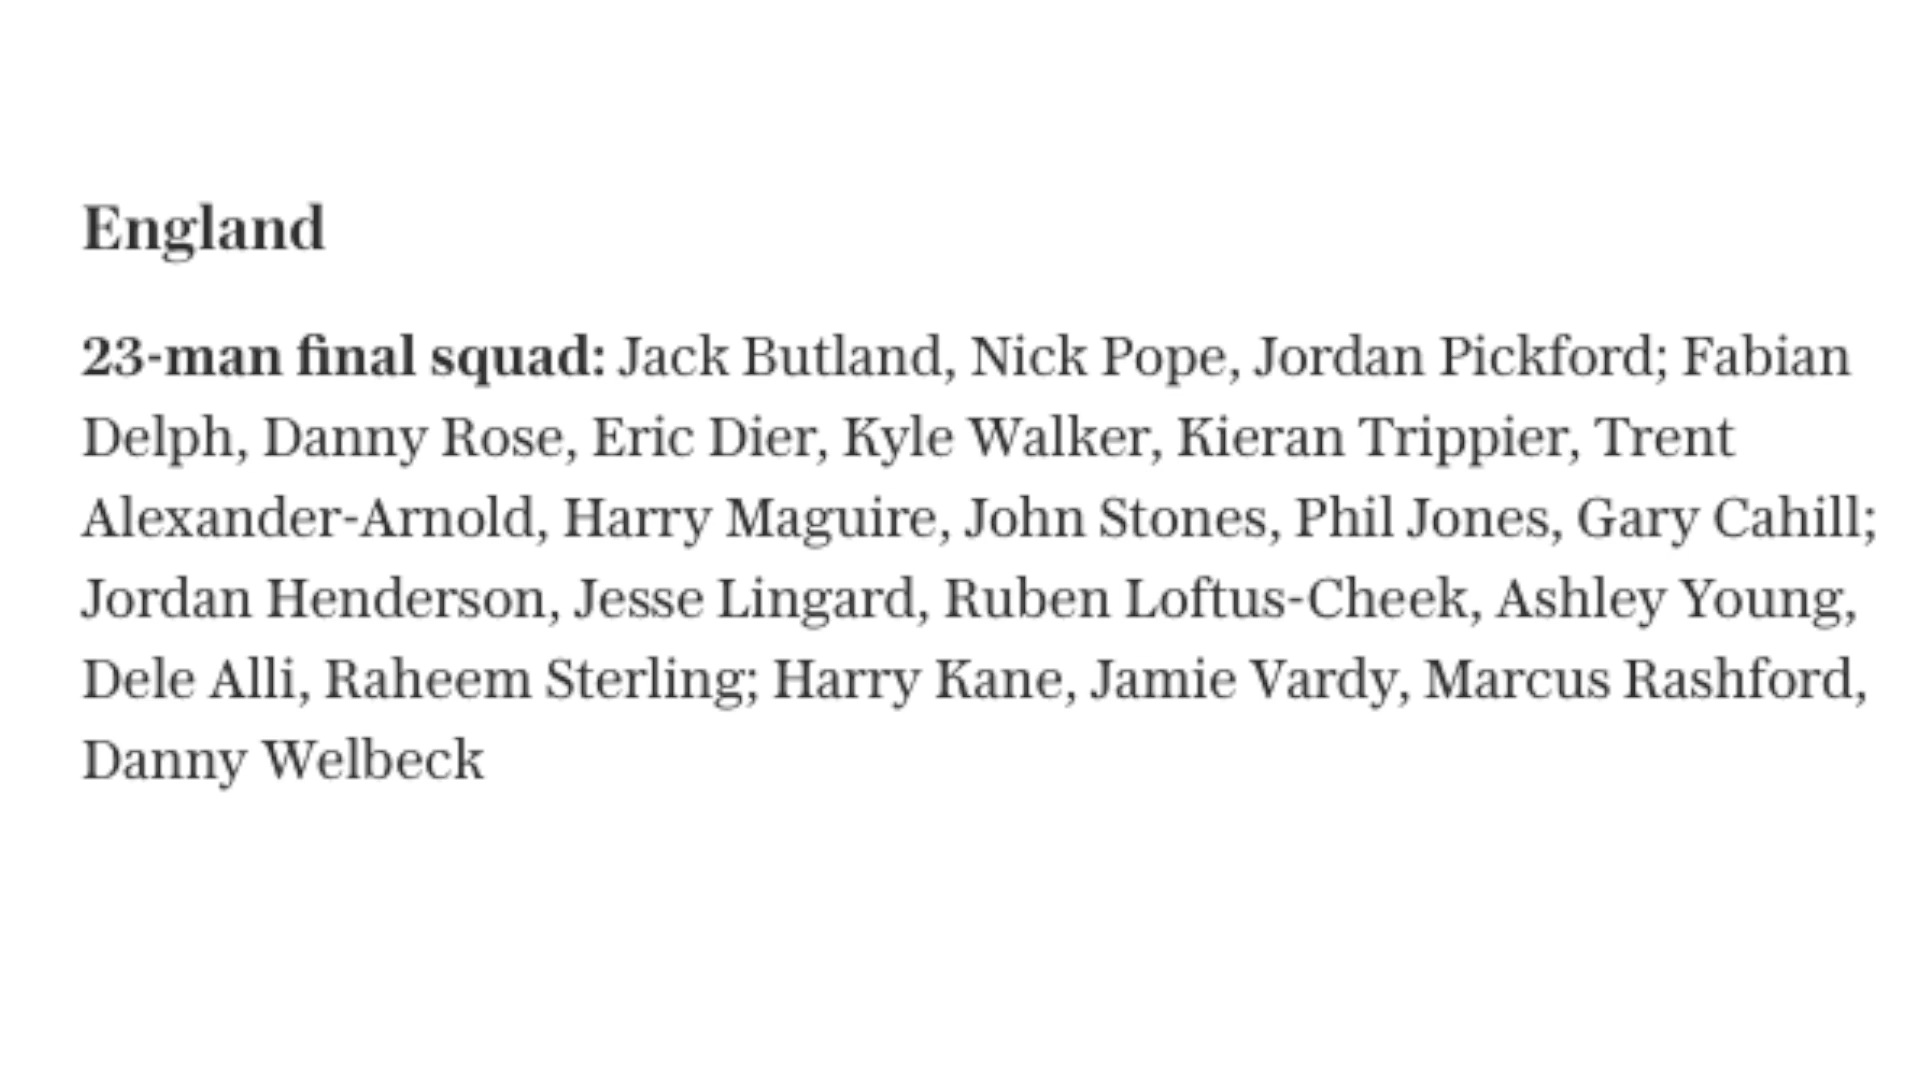 England
23-man final squad: Jack Butland, Nick Pope, Jordan Pickford; Fabian
Delph, Danny Rose, Eric Dier, Kyle Walker, Kieran Trippier, Trent
Alexander-Arnold, Harry Maguire, John Stones, Phil Jones, Gary Cahill;
Jordan Henderson, Jesse Lingard, Ruben Loftus-Cheek, Ashley Young,
Dele Alli, Raheem Sterling; Harry Kane, Jamie Vardy, Marcus Rashford,
Danny Welbeck